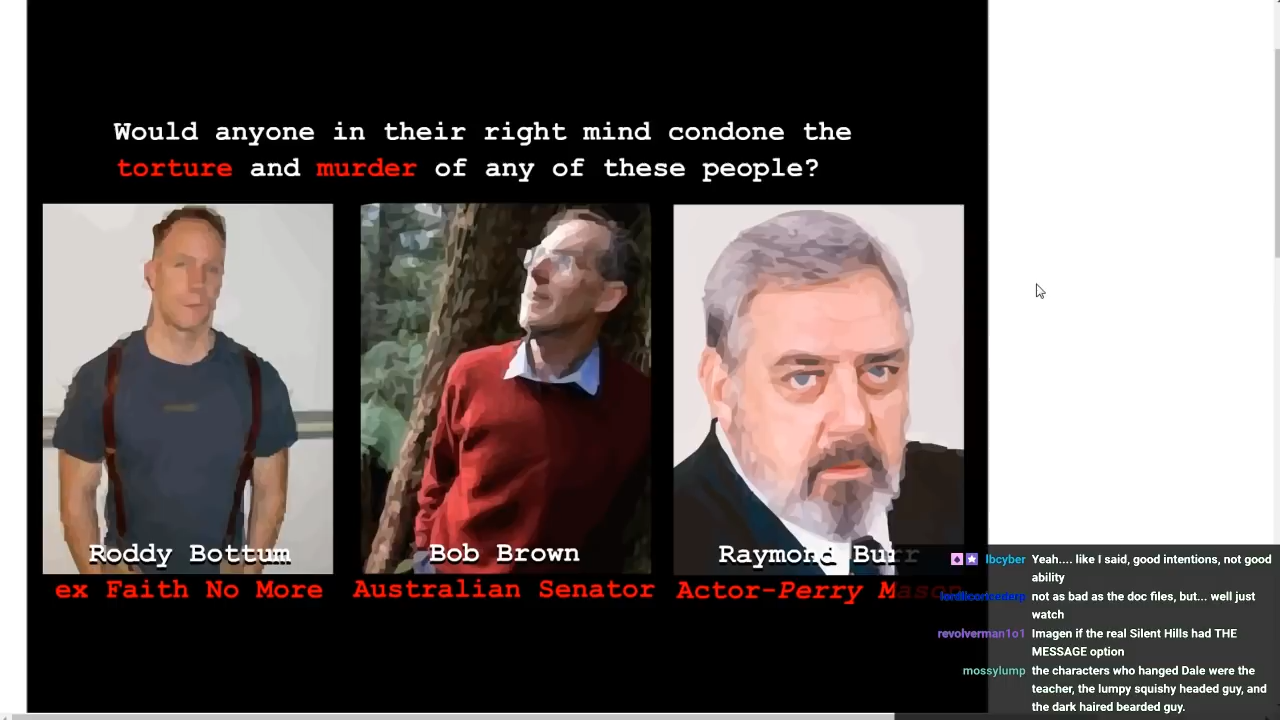 Would anyone in their right mind condone the
torture and murder of any of these people?
Roddy Bottum
Bob Brown
Raymond Burr
ex Faith No More
Australian Senator
Actor-Perry Mason
lbcyber Yeah.... like I said, good intentions, not good
ability
not as bad as the doc files, but... well just
watch
revolverman1o1 Imagen if the real Silent Hills had THE
MESSAGE option
mossylump the characters who hanged Dale were the
teacher, the lumpy squishy headed guy, and
the dark haired bearded guy.